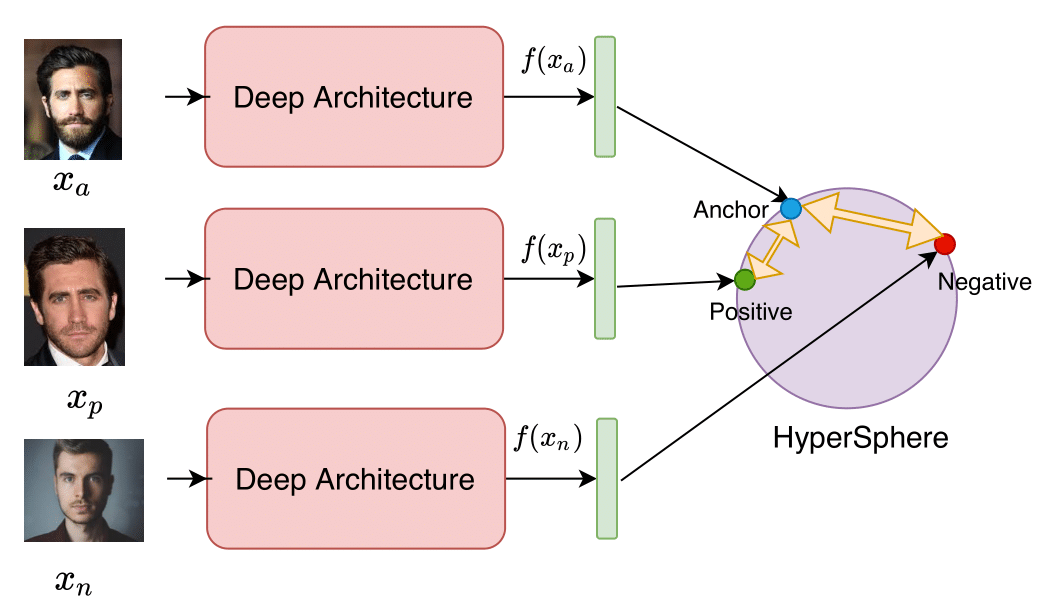 f(x_a)
Deep Architecture
x_a
Anchor
f(x_p)
Deep Architecture
Negative
Positive
x_p
f(x_n)
HyperSphere
Deep Architecture
x_n